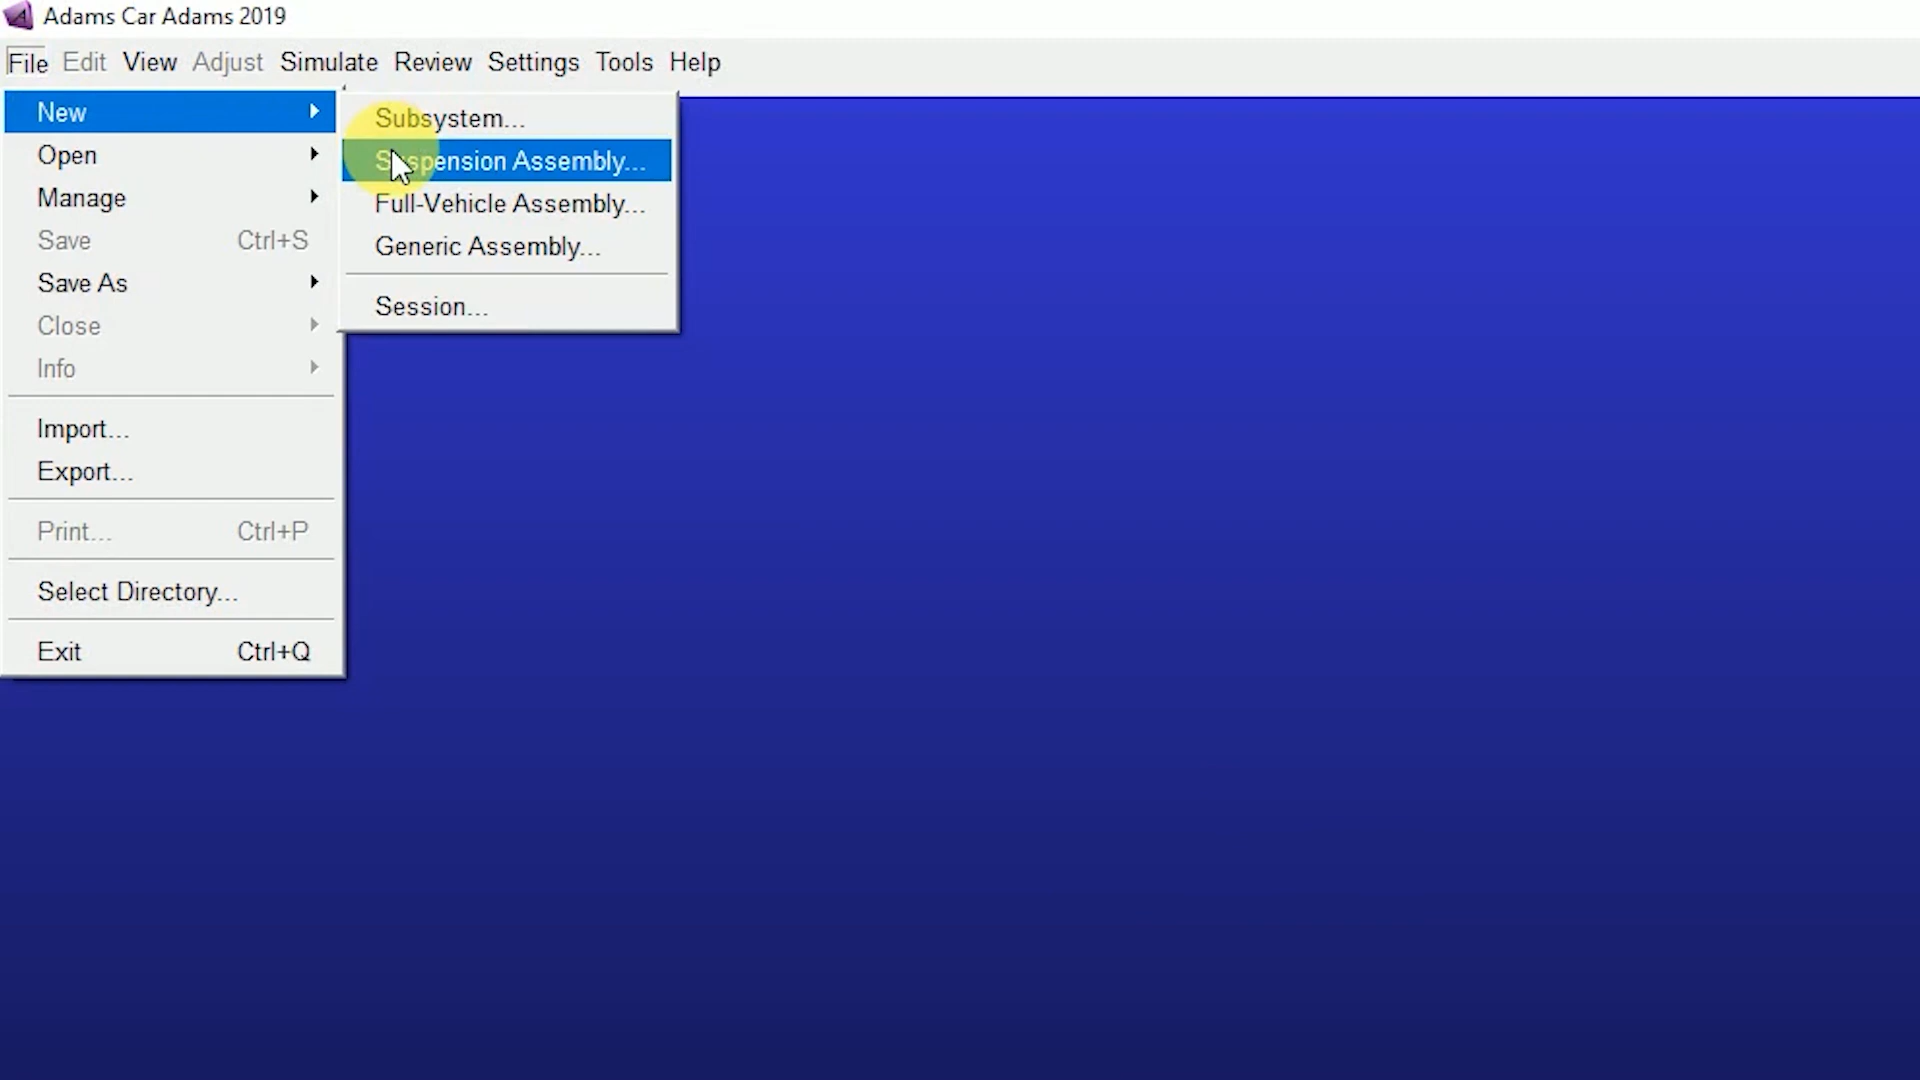 Adams Car Adams 2019
File Edit View Adjust Simulate Review Settings Tools Help
New
Open
Manage
Save Ctrl+S
Save As
Close
Info
Import...
Export...
Print... Ctrl+P
Select Directory...
Exit Ctrl+Q
Subsystem...
Suspension Assembly...
Full-Vehicle Assembly...
Generic Assembly...
Session...